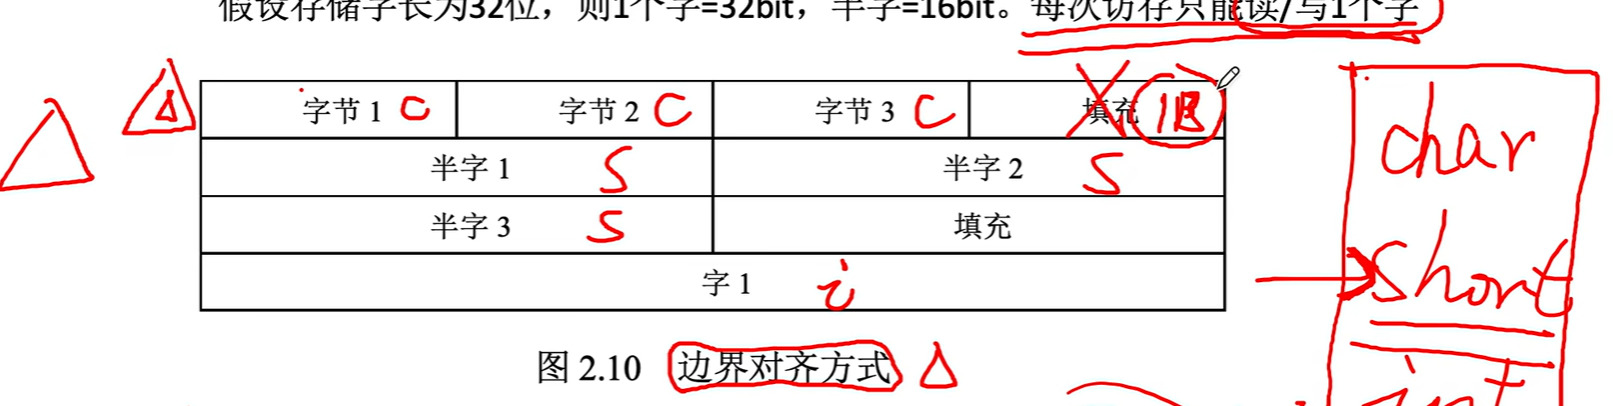 假设存储字长为32位，则1个字=32bit，半字=16bit。每次访存只能读/写1个字
字节 1 C 字节 2 C 字节 3 C 填充 1B
半字 1 S 半字 2 S
半字 3 S 填充
字 1 i
图 2.10 边界对齐方式
char
short
int